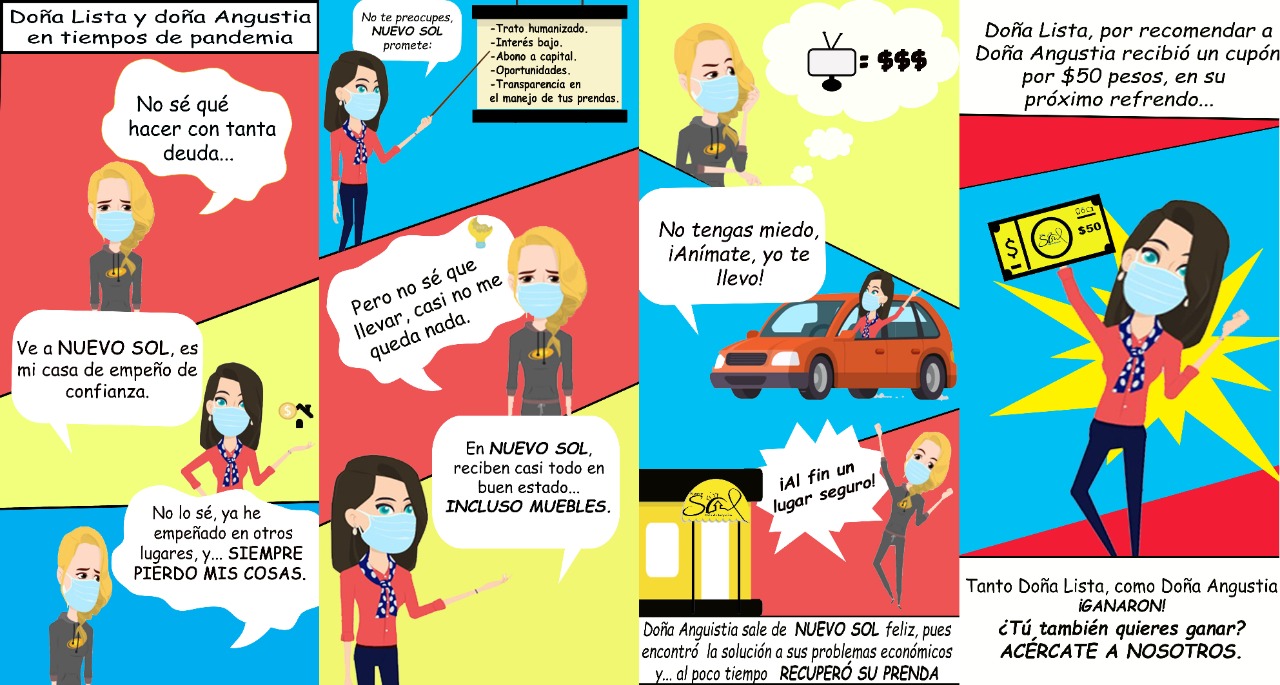 Doña Lista y doña Angustia
en tiempos de pandemia
No sé qué
hacer con tanta
deuda...
Ve a NUEVO SOL, es
mi casa de empeño de
confianza.
$
No lo sé, ya he
empeñado en otros
lugares, y... SIEMPRE
PIERDO MIS COSAS.
No te preocupes,
NUEVO SOL
promete:
-Trato humanizado.
-Interés bajo.
-Abono a capital.
-Oportunidades.
-Transparencia en
el manejo de tus prendas.
Pero no sé que
llevar, casi no me
queda nada.
En NUEVO SOL,
reciben casi todo en
buen estado...
INCLUSO MUEBLES.
= $$$
No tengas miedo,
¡Anímate, yo te
llevo!
¡Al fin un
lugar seguro!
Sol
Doña Anguistia sale de NUEVO SOL feliz, pues
encontró la solución a sus problemas económicos
y... al poco tiempo RECUPERÓ SU PRENDA
Doña Lista, por recomendar a
Doña Angustia recibió un cupón
por $50 pesos, en su
próximo refrendo...
$
Sol
$50
Tanto Doña Lista, como Doña Angustia
¡GANARON!
¿Tú también quieres ganar?
ACÉRCATE A NOSOTROS.